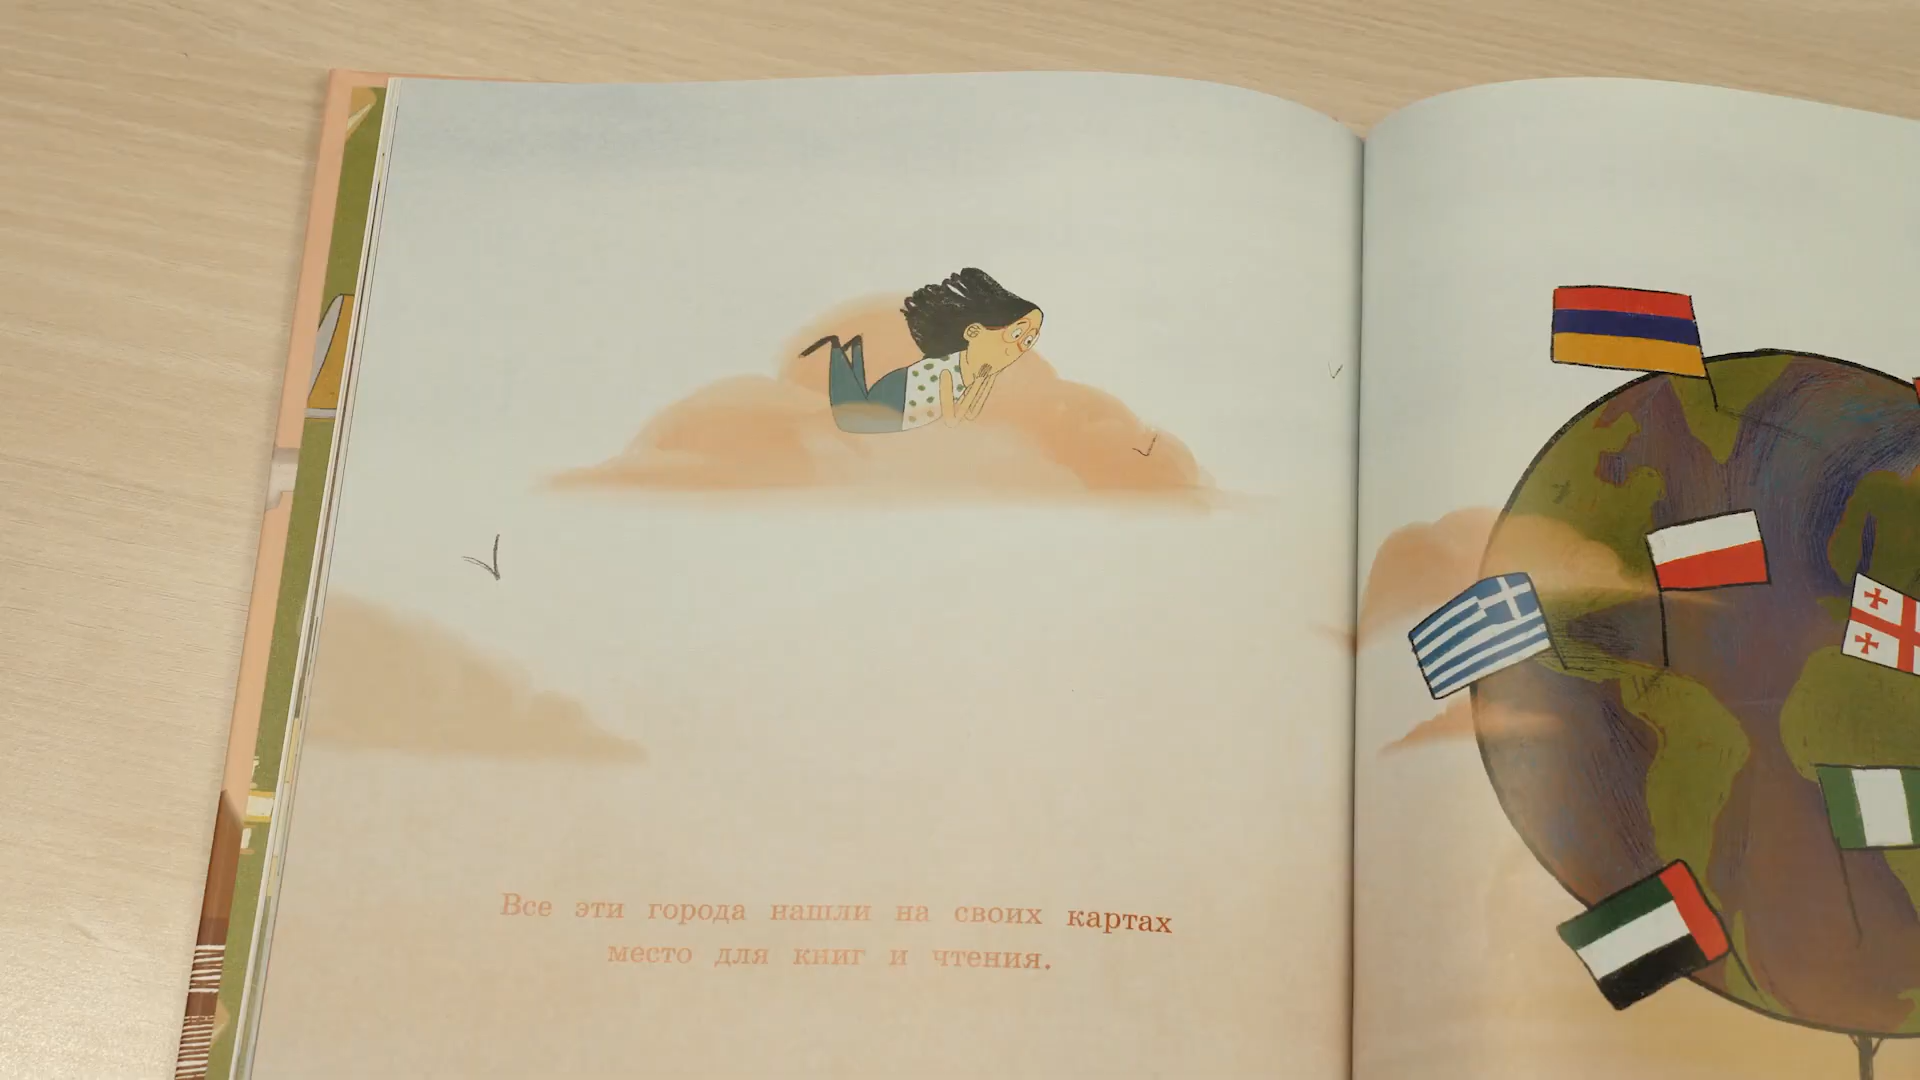 Все эти города нашли на своих картах
место для книг и чтения.